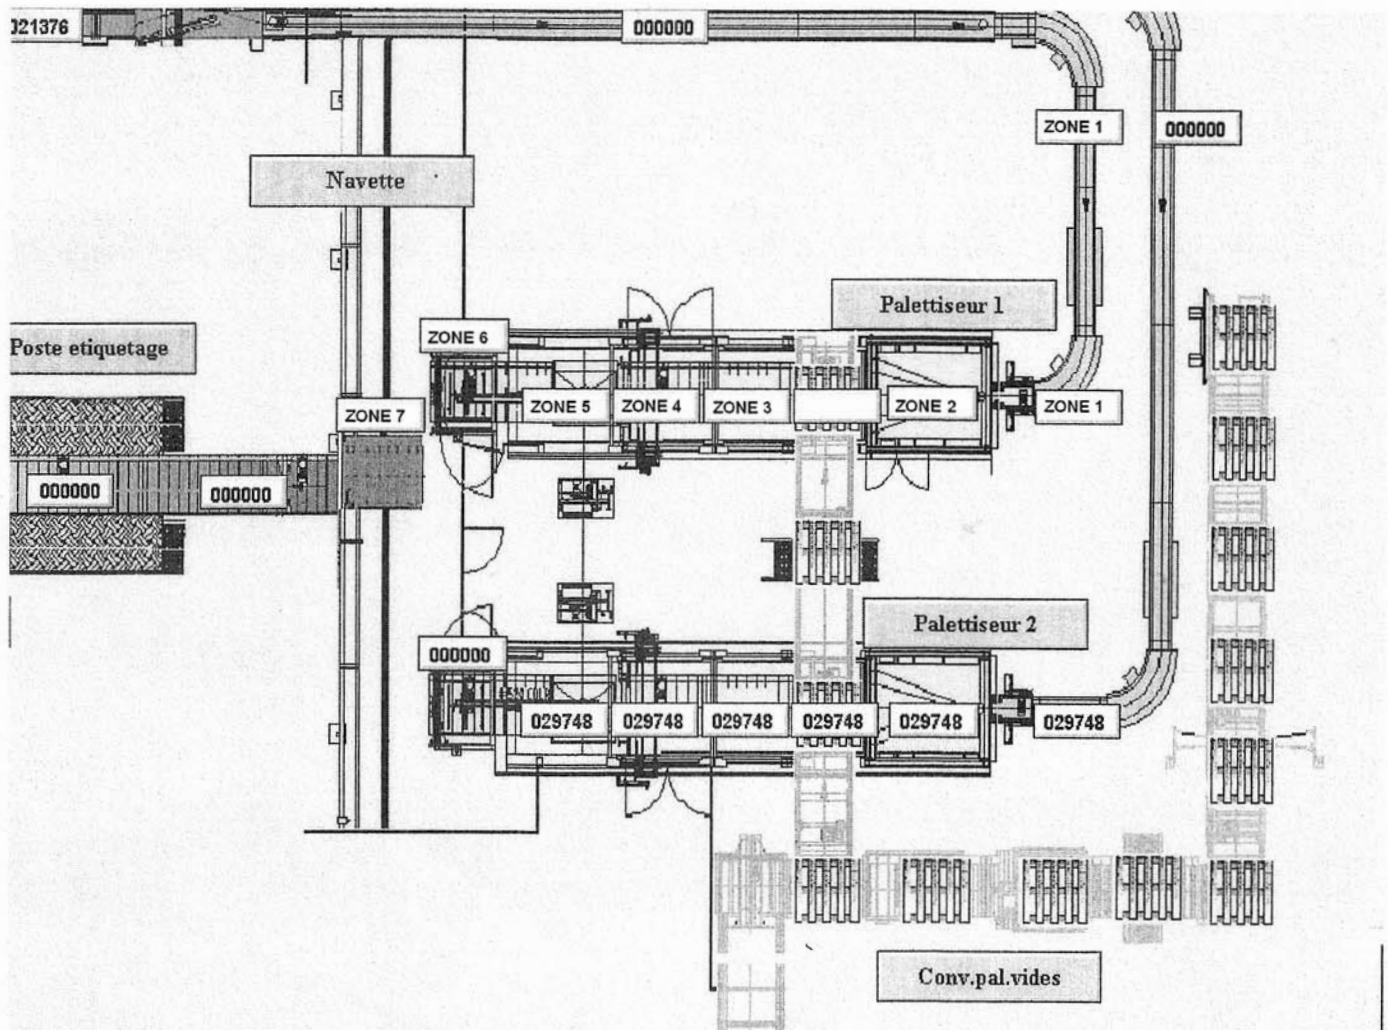 021376
000000
ZONE 1
000000
Navette
Palettiseur 1
ZONE 6
Poste etiquetage
ZONE 7
ZONE 5
ZONE 4
ZONE 3
ZONE 2
ZONE 1
000000
000000
Palettiseur 2
000000
029748
029748
029748
029748
029748
029748
Conv.pal.vides